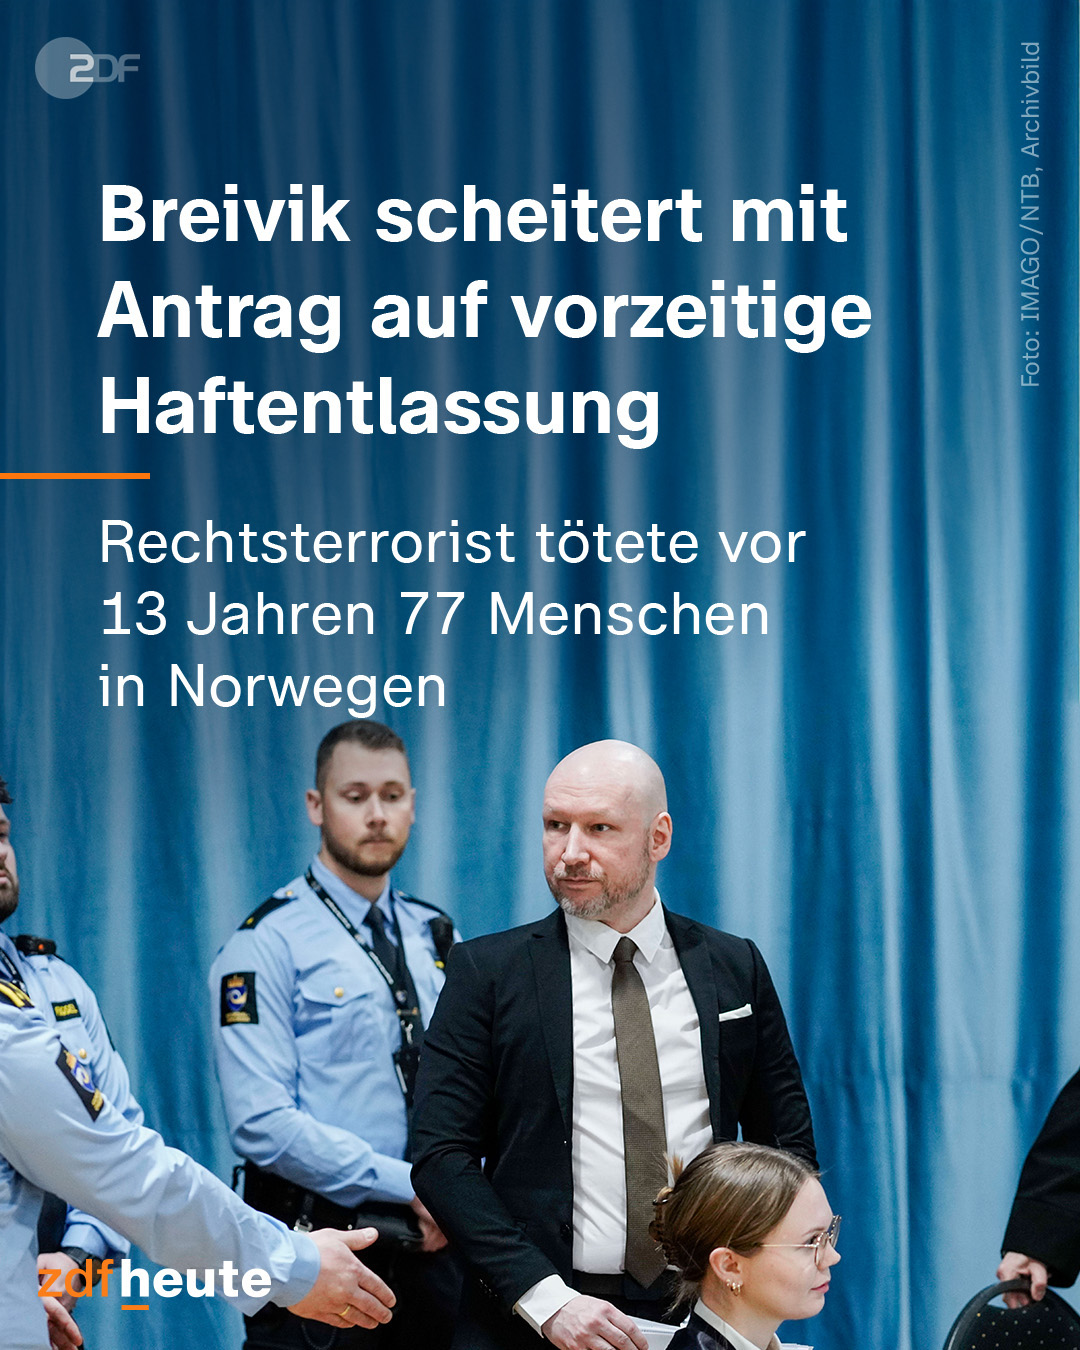 ZDF
Foto: IMAGO/NTB, Archivbild
Breivik scheitert mit
Antrag auf vorzeitige
Haftentlassung
Rechtsterrorist tötete vor
13 Jahren 77 Menschen
in Norwegen
zdfheute